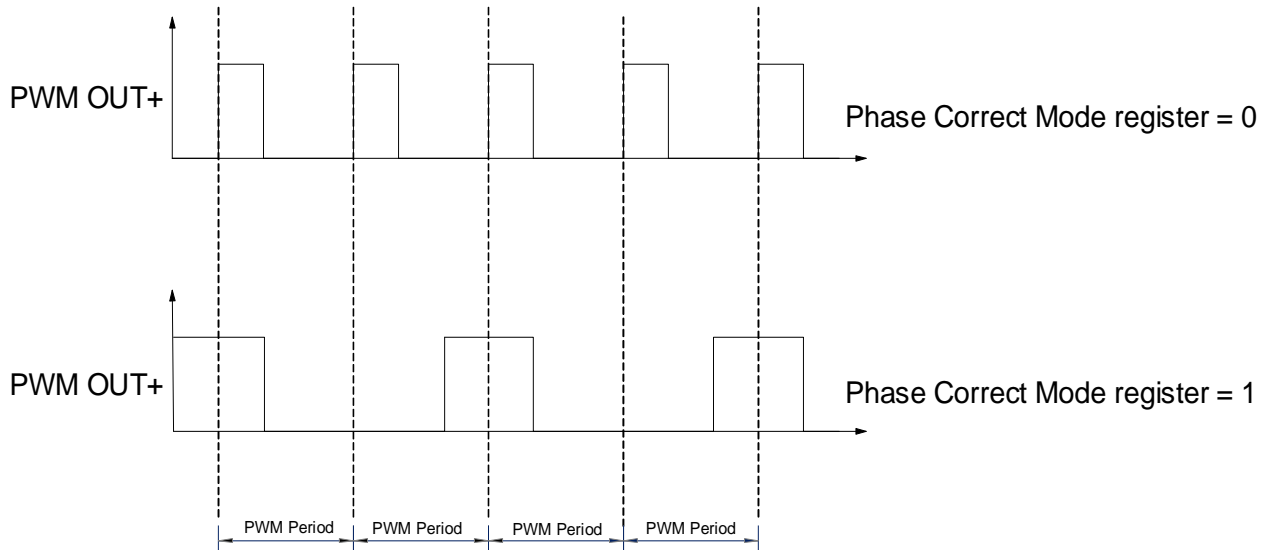 PWM OUT+
Phase Correct Mode register = 0
PWM OUT+
Phase Correct Mode register = 1
PWM Period
PWM Period
PWM Period
PWM Period